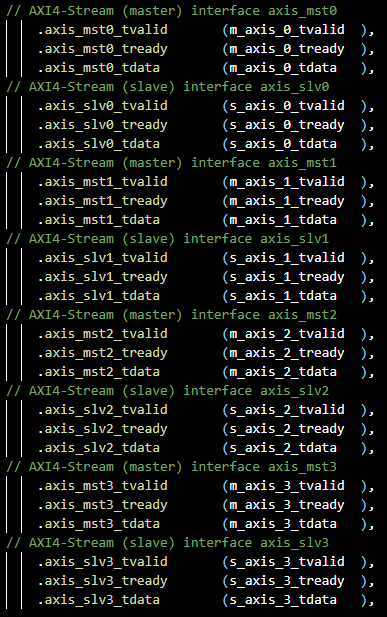 // AXI4-Stream (master) interface axis_mst0
.axis_mst0_tvalid (m_axis_0_tvalid ),
.axis_mst0_tready (m_axis_0_tready ),
.axis_mst0_tdata (m_axis_0_tdata ),
// AXI4-Stream (slave) interface axis_slv0
.axis_slv0_tvalid (s_axis_0_tvalid ),
.axis_slv0_tready (s_axis_0_tready ),
.axis_slv0_tdata (s_axis_0_tdata ),
// AXI4-Stream (master) interface axis_mst1
.axis_mst1_tvalid (m_axis_1_tvalid ),
.axis_mst1_tready (m_axis_1_tready ),
.axis_mst1_tdata (m_axis_1_tdata ),
// AXI4-Stream (slave) interface axis_slv1
.axis_slv1_tvalid (s_axis_1_tvalid ),
.axis_slv1_tready (s_axis_1_tready ),
.axis_slv1_tdata (s_axis_1_tdata ),
// AXI4-Stream (master) interface axis_mst2
.axis_mst2_tvalid (m_axis_2_tvalid ),
.axis_mst2_tready (m_axis_2_tready ),
.axis_mst2_tdata (m_axis_2_tdata ),
// AXI4-Stream (slave) interface axis_slv2
.axis_slv2_tvalid (s_axis_2_tvalid ),
.axis_slv2_tready (s_axis_2_tready ),
.axis_slv2_tdata (s_axis_2_tdata ),
// AXI4-Stream (master) interface axis_mst3
.axis_mst3_tvalid (m_axis_3_tvalid ),
.axis_mst3_tready (m_axis_3_tready ),
.axis_mst3_tdata (m_axis_3_tdata ),
// AXI4-Stream (slave) interface axis_slv3
.axis_slv3_tvalid (s_axis_3_tvalid ),
.axis_slv3_tready (s_axis_3_tready ),
.axis_slv3_tdata (s_axis_3_tdata ),